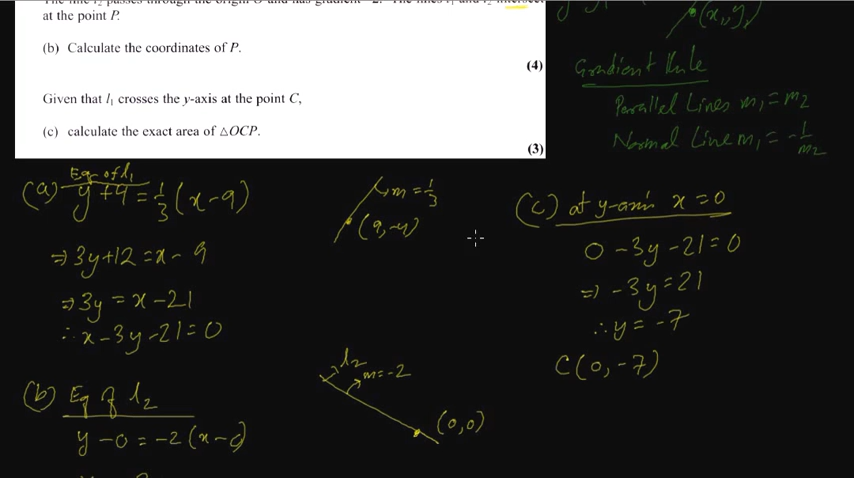 at the point P.
(b) Calculate the coordinates of P.
(4)
Given that l₁ crosses the y-axis at the point C,
(c) calculate the exact area of △OCP.
(3)
(x₁, y₁)
Gradient Rule
Parallel Lines m₁ = m₂
Normal Line m₁ = -1/m₂
Eq of l₁
(a) y+4 = 1/3 (x-9)
⇒ 3y+12 = x - 9
⇒ 3y = x - 21
∴ x - 3y - 21 = 0
m = 1/3
(9, -4)
(b) Eq of l₂
y - 0 = -2 (x - 0)
l₂
m = -2
(0,0)
(c) at y-axis x = 0
0 - 3y - 21 = 0
⇒ -3y = 21
∴ y = -7
C (0, -7)